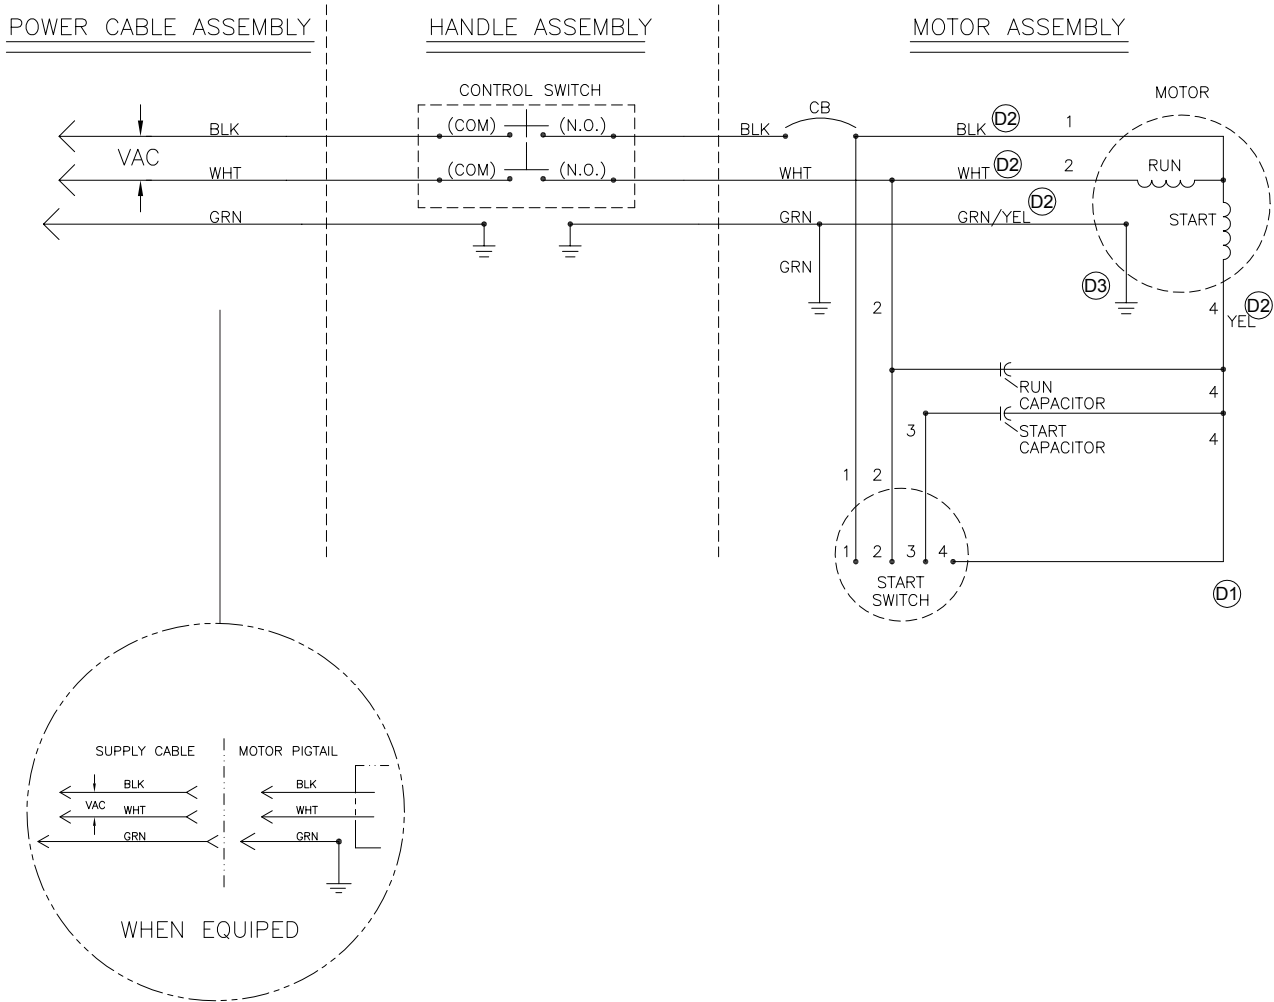 POWER CABLE ASSEMBLY
HANDLE ASSEMBLY
MOTOR ASSEMBLY
CONTROL SWITCH
CB
MOTOR
BLK
(COM)
(N.O.)
BLK
BLK
D2
1
VAC
WHT
(COM)
(N.O.)
WHT
WHT
D2
2
RUN
GRN
GRN
GRN/YEL
D2
START
GRN
D3
2
4
YEL
D2
RUN
CAPACITOR
4
3
START
CAPACITOR
4
1
2
1
2
3
4
START
SWITCH
D1
SUPPLY CABLE
MOTOR PIGTAIL
BLK
BLK
VAC
WHT
WHT
GRN
GRN
WHEN EQUIPED